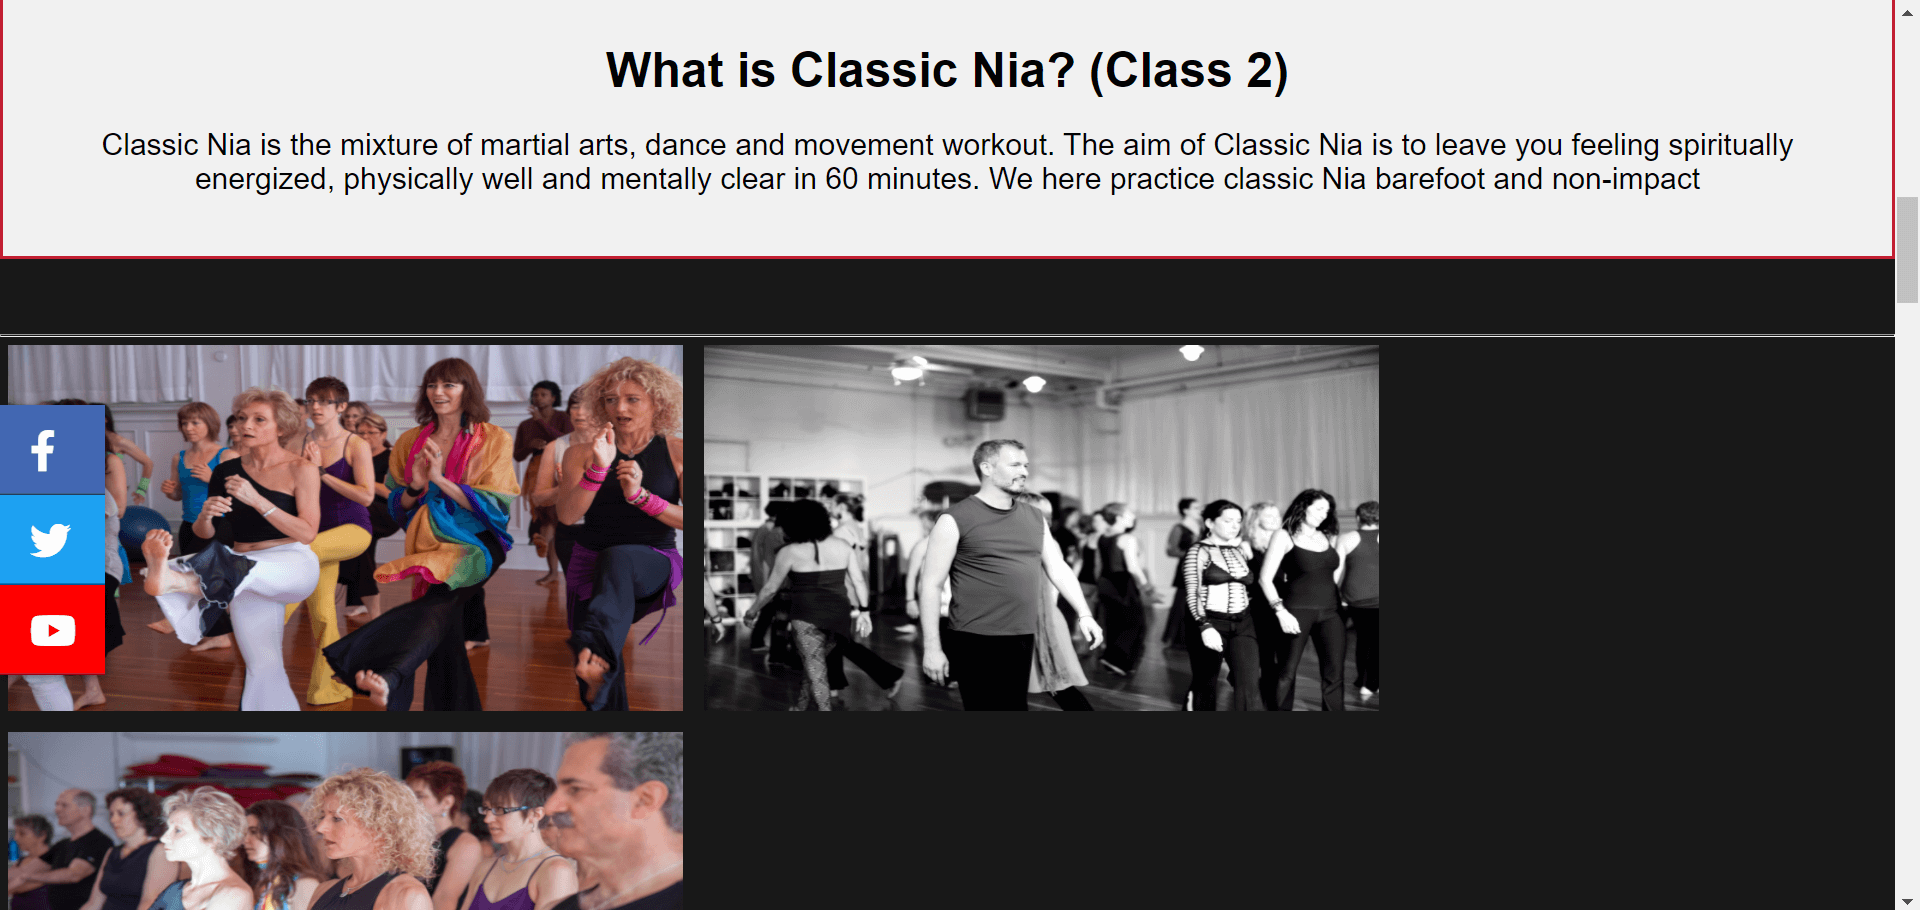 What is Classic Nia? (Class 2)
Classic Nia is the mixture of martial arts, dance and movement workout. The aim of Classic Nia is to leave you feeling spiritually
energized, physically well and mentally clear in 60 minutes. We here practice classic Nia barefoot and non-impact